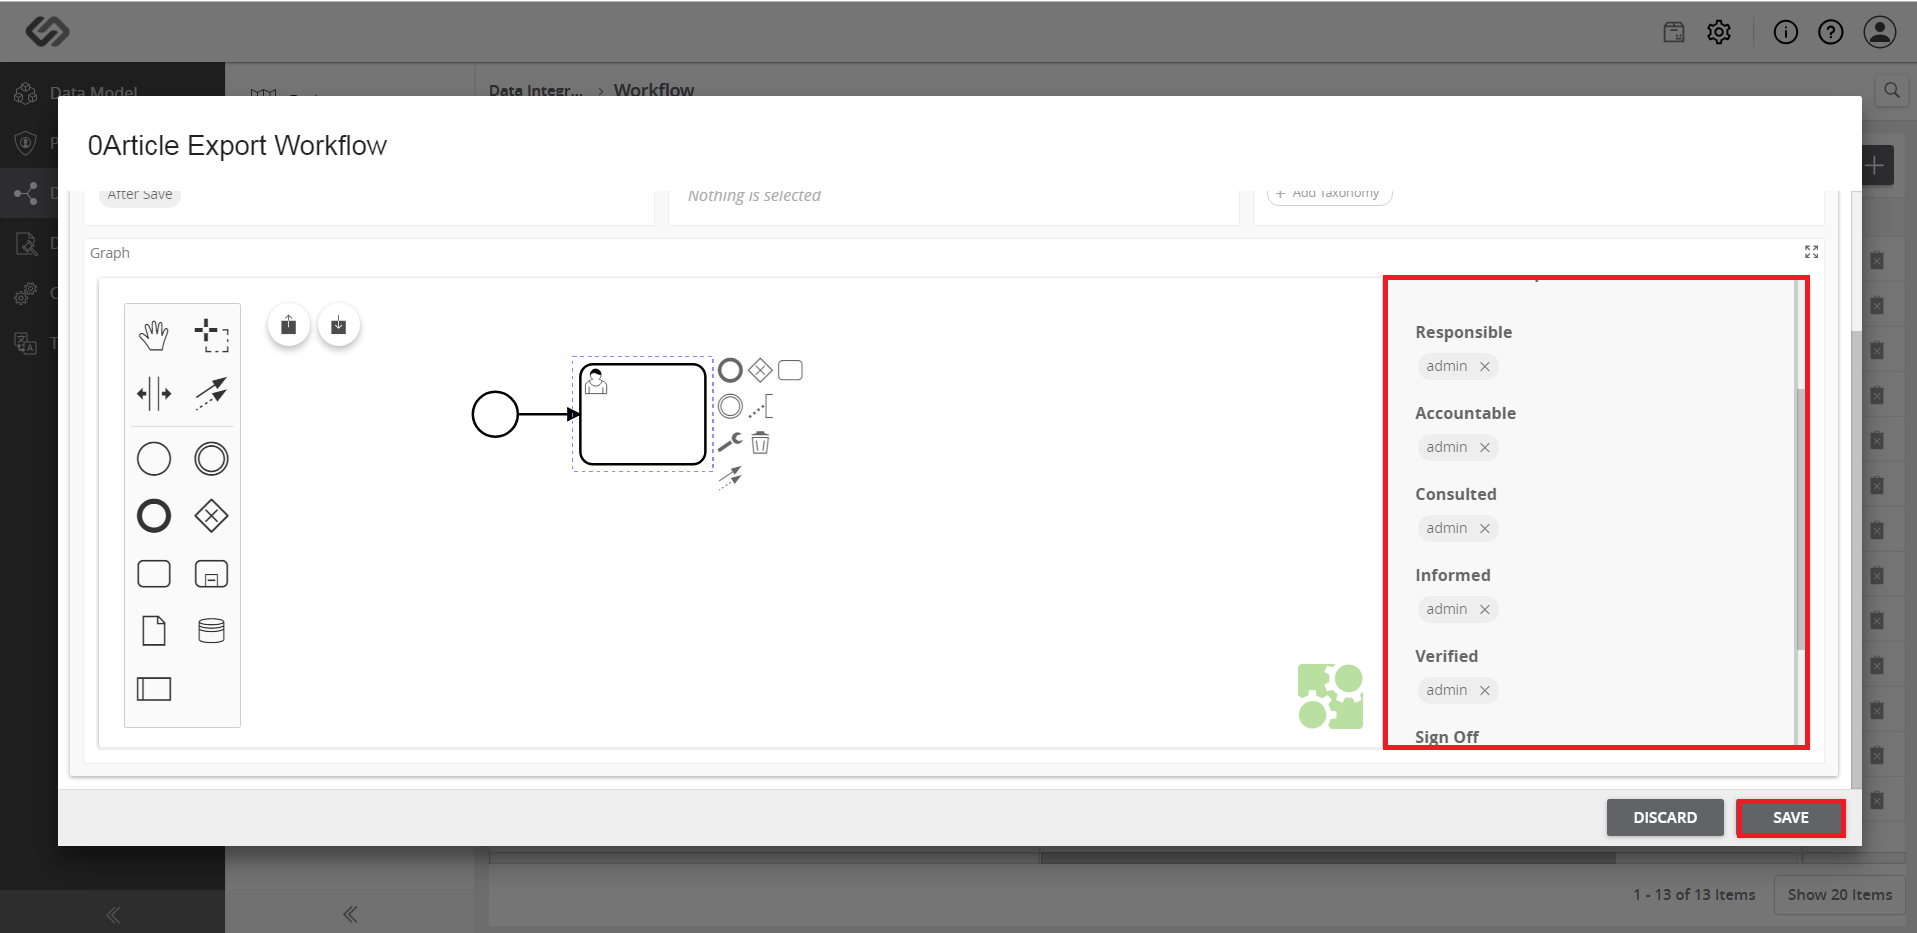 Data Model
Data Integr... › Workflow
P
D
D
C
T
0Article Export Workflow
After Save
Nothing is selected
+ Add Taxonomy
Graph
Responsible
admin ×
Accountable
admin ×
Consulted
admin ×
Informed
admin ×
Verified
admin ×
Sign Off
DISCARD
SAVE
1 - 13 of 13 Items
Show 20 Items